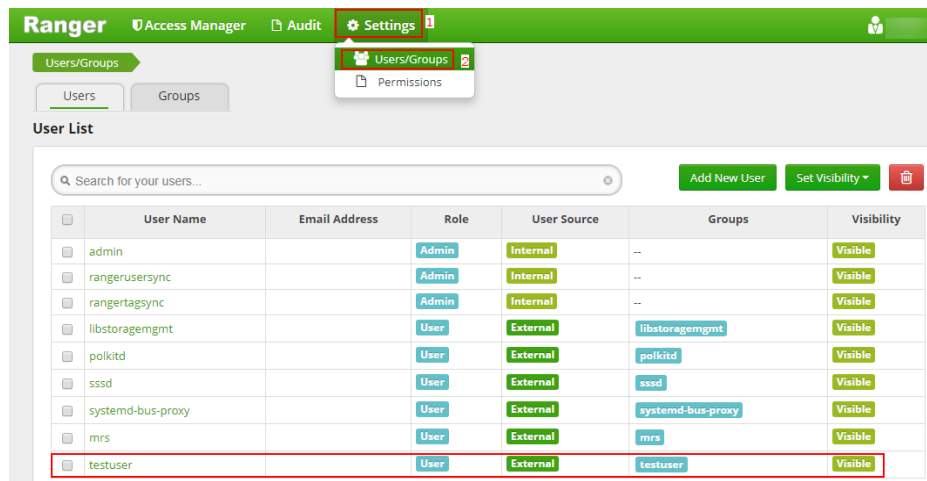 Ranger Access Manager Audit Settings 1
Users/Groups 2
Permissions
Users/Groups
Users Groups
User List
Search for your users...
Add New User Set Visibility
User Name Email Address Role User Source Groups Visibility
admin Admin Internal -- Visible
rangerusersync Admin Internal -- Visible
rangertagsync Admin Internal -- Visible
libstoragemgmt User External libstoragemgmt Visible
polkitd User External polkitd Visible
sssd User External sssd Visible
systemd-bus-proxy User External systemd-bus-proxy Visible
mrs User External mrs Visible
testuser User External testuser Visible